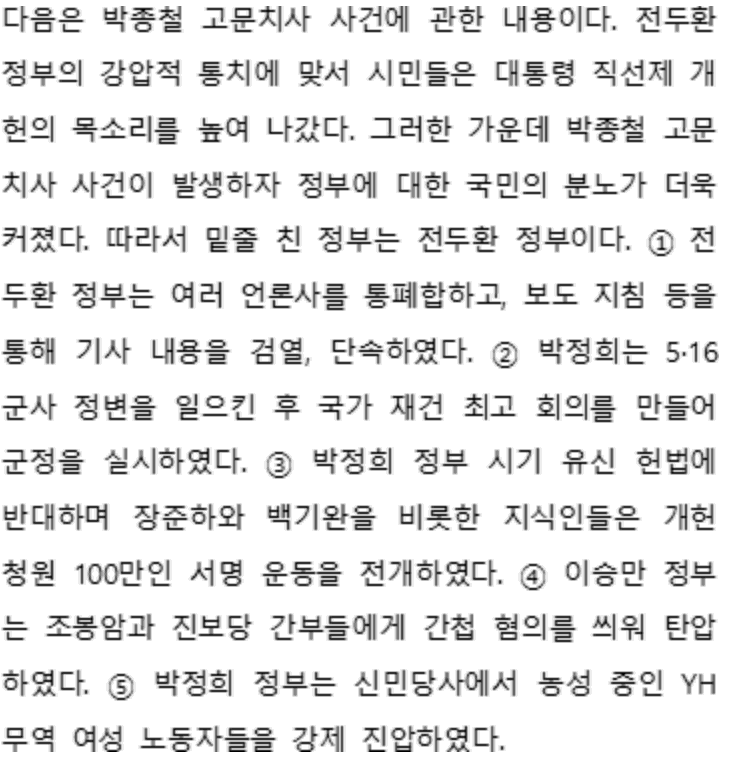 다음은 박종철 고문치사 사건에 관한 내용이다. 전두환
정부의 강압적 통치에 맞서 시민들은 대통령 직선제 개
헌의 목소리를 높여 나갔다. 그러한 가운데 박종철 고문
치사 사건이 발생하자 정부에 대한 국민의 분노가 더욱
커졌다. 따라서 밑줄 친 정부는 전두환 정부이다. ① 전
두환 정부는 여러 언론사를 통폐합하고, 보도 지침 등을
통해 기사 내용을 검열, 단속하였다. ② 박정희는 5·16
군사 정변을 일으킨 후 국가 재건 최고 회의를 만들어
군정을 실시하였다. ③ 박정희 정부 시기 유신 헌법에
반대하며 장준하와 백기완을 비롯한 지식인들은 개헌
청원 100만인 서명 운동을 전개하였다. ④ 이승만 정부
는 조봉암과 진보당 간부들에게 간첩 혐의를 씌워 탄압
하였다. ⑤ 박정희 정부는 신민당사에서 농성 중인 YH
무역 여성 노동자들을 강제 진압하였다.